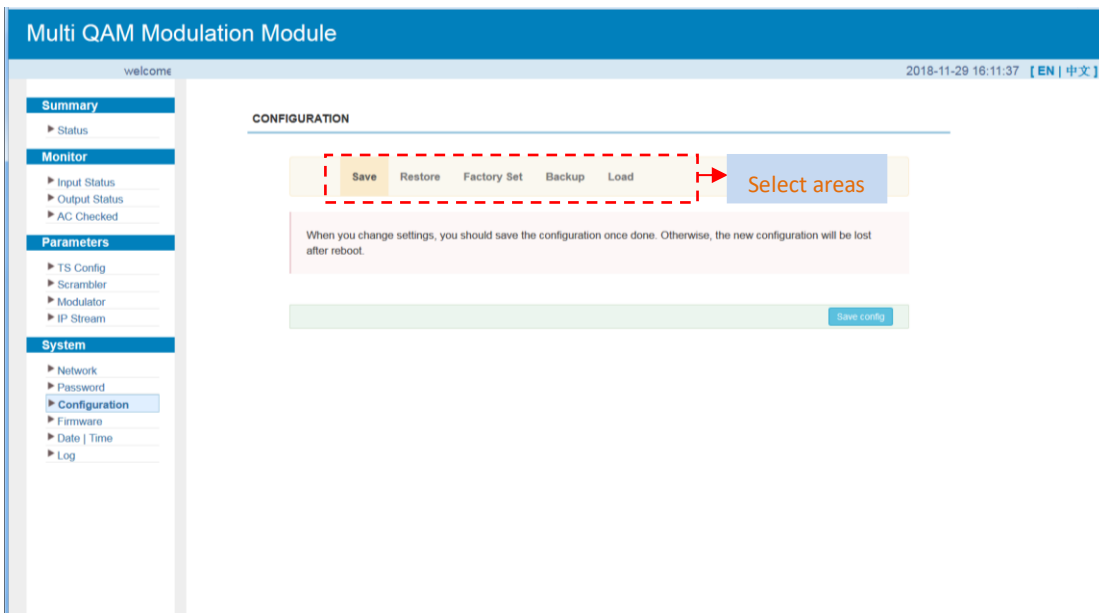 Multi QAM Modulation Module
welcome
2018-11-29 16:11:37 [ EN | 中文 ]
Summary
Status
Monitor
Input Status
Output Status
AC Checked
Parameters
TS Config
Scrambler
Modulator
IP Stream
System
Network
Password
Configuration
Firmware
Date | Time
Log
CONFIGURATION
Save Restore Factory Set Backup Load
Select areas
When you change settings, you should save the configuration once done. Otherwise, the new configuration will be lost
after reboot.
Save config